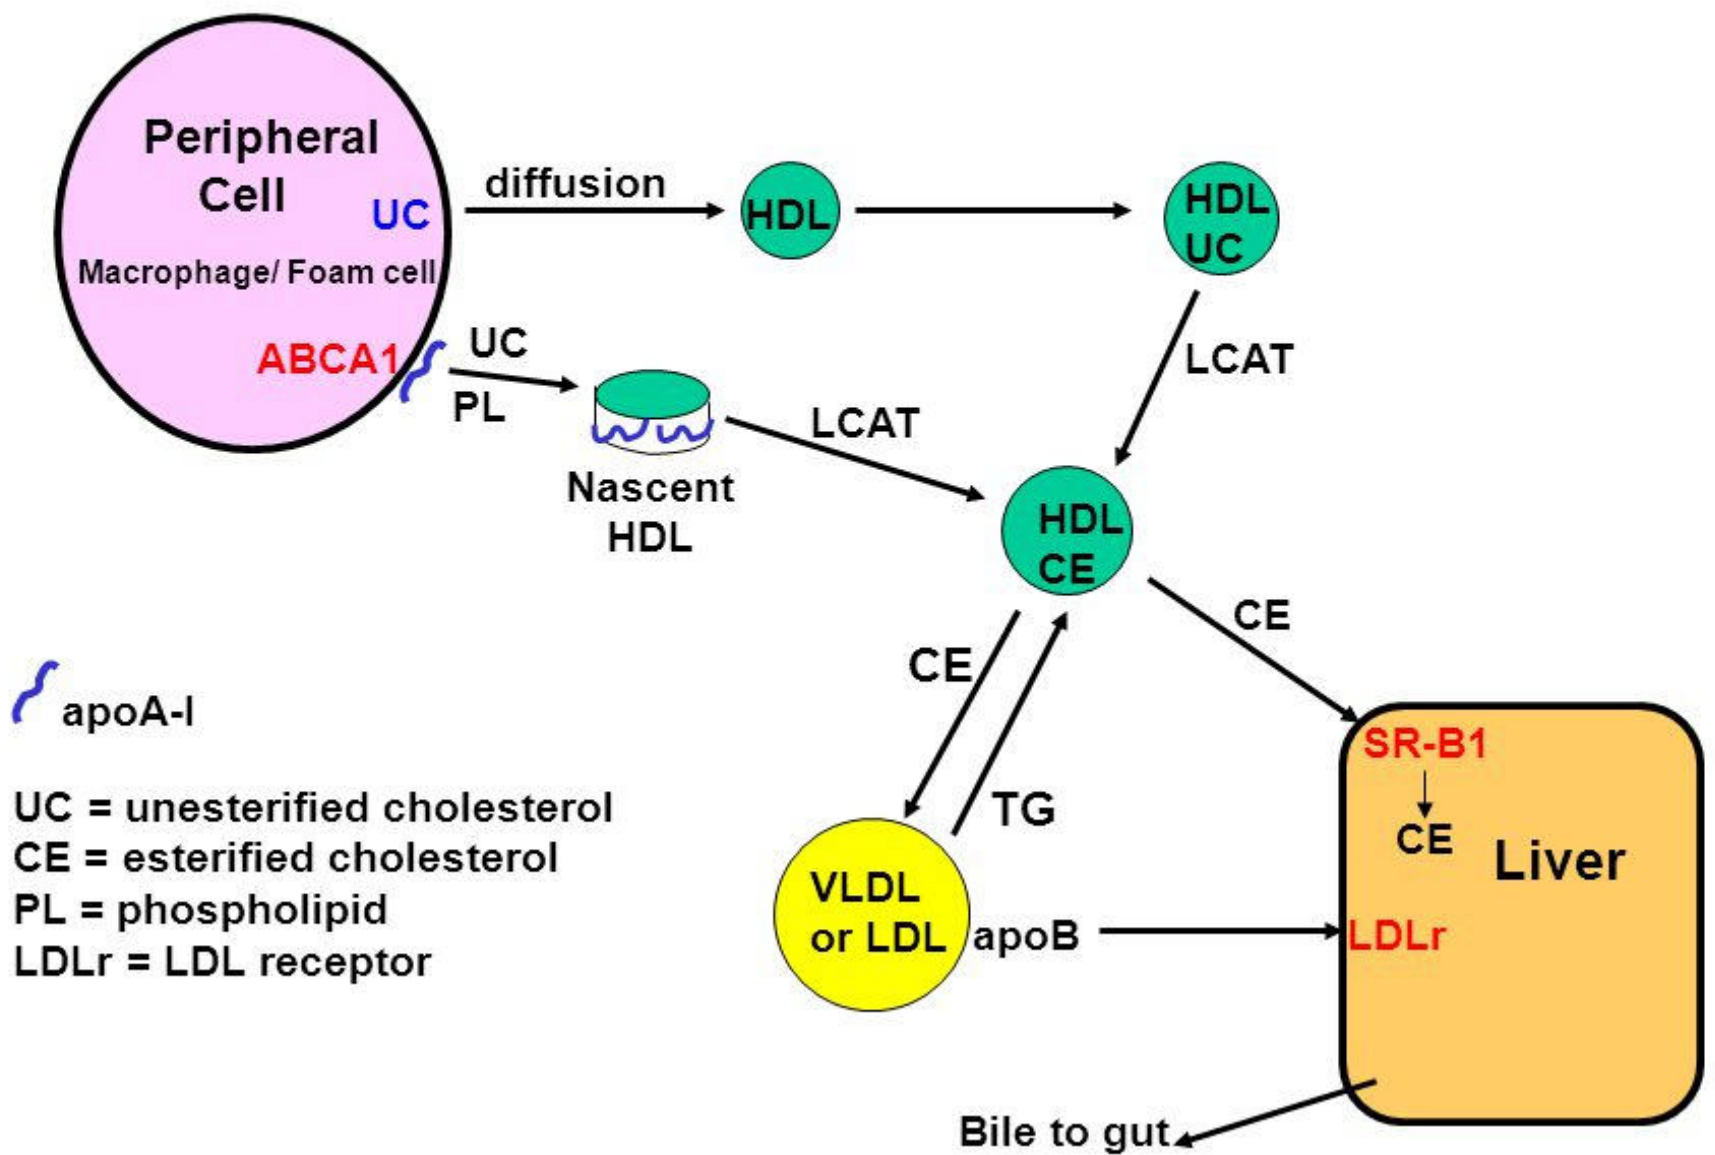 Peripheral
Cell
UC
Macrophage/ Foam cell
ABCA1
diffusion
HDL
HDL
UC
UC
PL
LCAT
LCAT
Nascent
HDL
HDL
CE
CE
CE
TG
apoA-I
UC = unesterified cholesterol
CE = esterified cholesterol
PL = phospholipid
LDLr = LDL receptor
VLDL
or LDL
apoB
SR-B1
CE
Liver
LDLr
Bile to gut